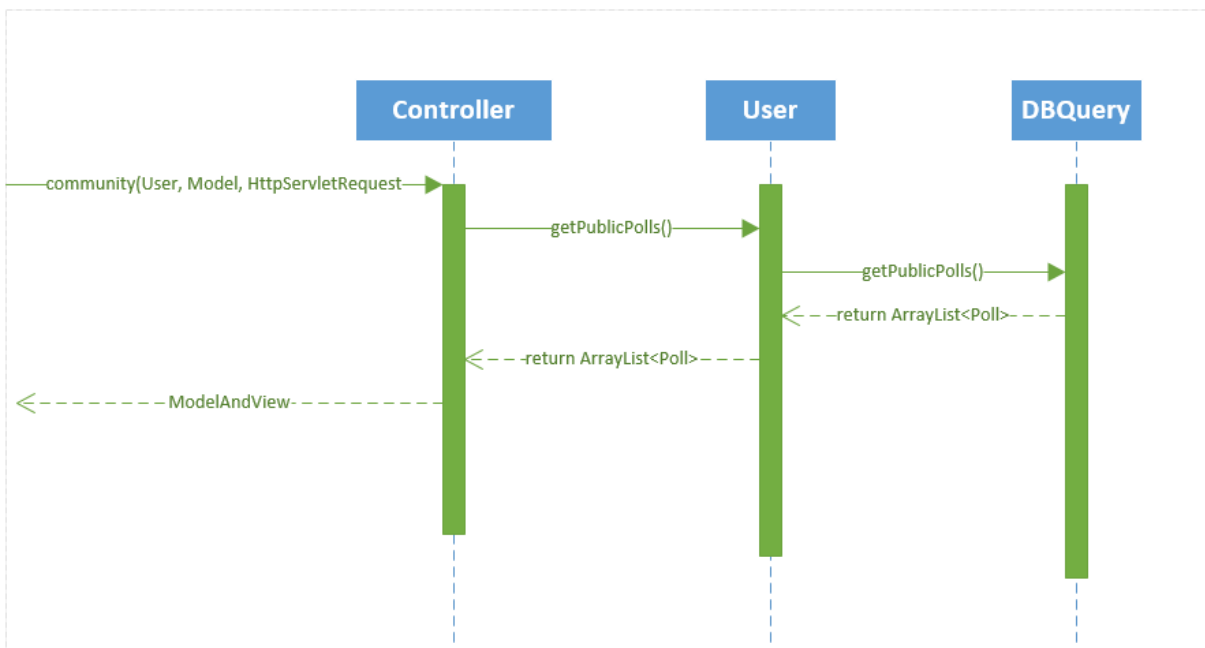 Controller
User
DBQuery
community(User, Model, HttpServletRequest
getPublicPolls()
getPublicPolls()
return ArrayList<Poll>
return ArrayList<Poll>
ModelAndView